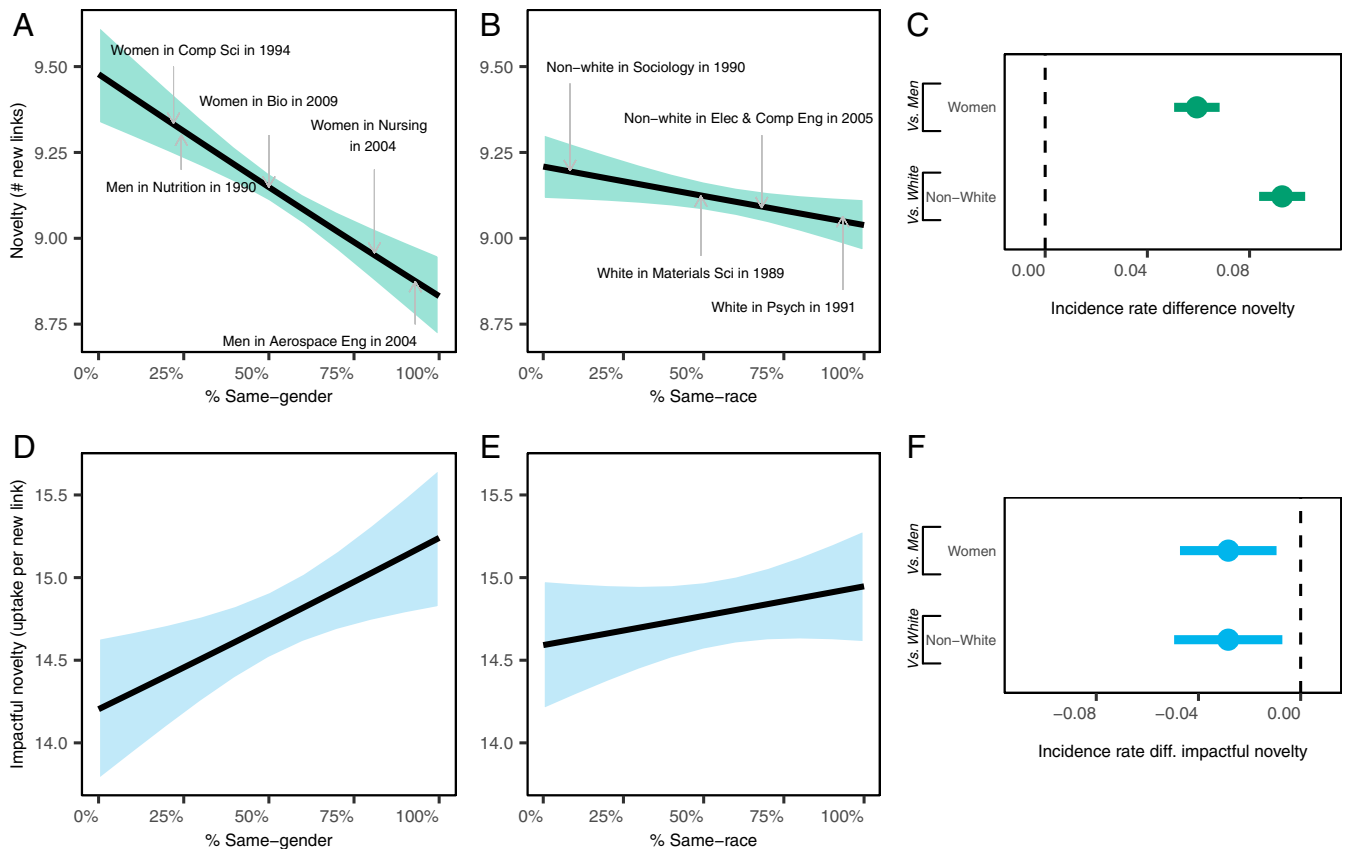 A
Novelty (# new links)
9.50
9.25
9.00
8.75
Women in Comp Sci in 1994
Women in Bio in 2009
Women in Nursing
in 2004
Men in Nutrition in 1990
Men in Aerospace Eng in 2004
0% 25% 50% 75% 100%
% Same−gender
B
9.50
9.25
9.00
8.75
Non−white in Sociology in 1990
Non−white in Elec & Comp Eng in 2005
White in Materials Sci in 1989
White in Psych in 1991
0% 25% 50% 75% 100%
% Same−race
C
Vs. Men
Women
Vs. White
Non−White
0.00 0.04 0.08
Incidence rate difference novelty
D
Impactful novelty (uptake per new link)
15.5
15.0
14.5
14.0
0% 25% 50% 75% 100%
% Same−gender
E
15.5
15.0
14.5
14.0
0% 25% 50% 75% 100%
% Same−race
F
Vs. Men
Women
Vs. White
Non−White
−0.08 −0.04 0.00
Incidence rate diff. impactful novelty